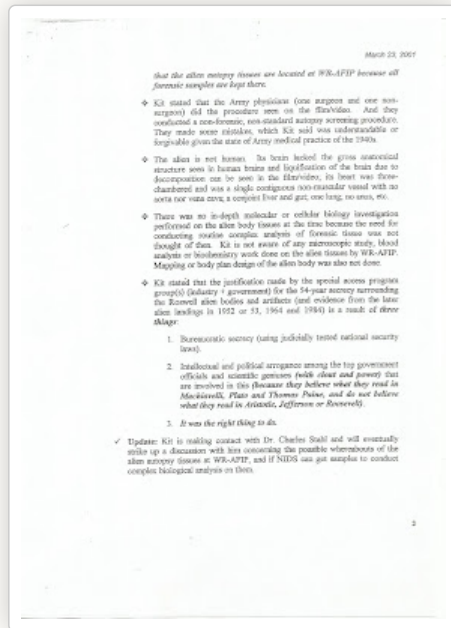 March 23, 2001
that the alien autopsy tissues are located at WR-AFIP because all
forensic samples are kept there.
❖ Kit stated that the Army physicians (one surgeon and one non-
surgeon) did the procedure seen on the film/video. And they
conducted a non-forensic, non-standard autopsy screening procedure.
They made some mistakes, which Kit said was understandable or
forgivable given the state of Army medical practice of the 1940s.
❖ The alien is not human. Its brain lacked the gross anatomical
structure seen in human brains and liquification of the brain due to
decomposition can be seen in the film/video, its heart was three-
chambered and was a single contiguous non-muscular vessel with no
aorta nor vena cava, a conjoint liver and gut, one lung, no anus, etc.
❖ There was no in-depth molecular or cellular biology investigation
performed on the alien body tissues at the time because the need for
conducting routine complex analysis of forensic tissue was not
thought of then. Kit is not aware of any microscopic study, blood
analysis or biochemistry work done on the alien tissues by WR-AFIP.
Mapping or body plan design of the alien body was also not done.
❖ Kit stated that the justification made by the special access program
group(s) (industry + government) for the 54-year secrecy surrounding
the Roswell alien bodies and artifacts (and evidence from the later
alien landings in 1952 or 53, 1964 and 1984) is a result of three
things:
1. Bureaucratic secrecy (using judicially tested national security
laws).
2. Intellectual and political arrogance among the top government
officials and scientific geniuses (with clout and power) that
are involved in this (because they believe what they read in
Machiavelli, Plato and Thomas Paine, and do not believe
what they read in Aristotle, Jefferson or Roosevelt).
3. It was the right thing to do.
✓ Update: Kit is making contact with Dr. Charles Stahl and will eventually
strike up a discussion with him concerning the possible whereabouts of the
alien autopsy tissues at WR-AFIP, and if NIDS can get samples to conduct
complex biological analysis on them.